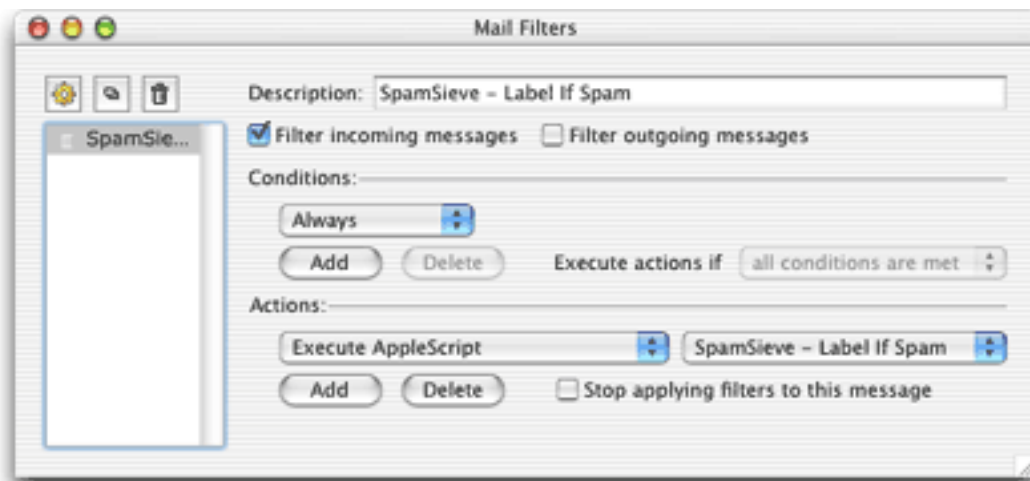 Mail Filters
Description: SpamSieve – Label If Spam
SpamSie...
Filter incoming messages Filter outgoing messages
Conditions:
Always
Add Delete Execute actions if all conditions are met
Actions:
Execute AppleScript SpamSieve – Label If Spam
Add Delete Stop applying filters to this message